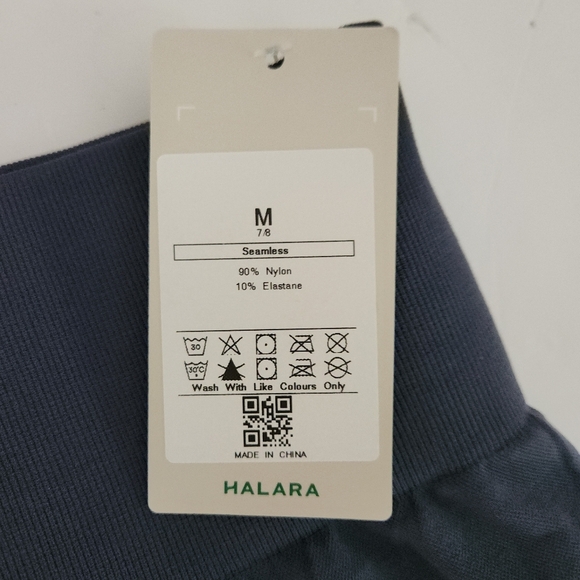 M
7/8
Seamless
90% Nylon
10% Elastane
30
30°C
Wash With Like Colours Only
MADE IN CHINA
HALARA